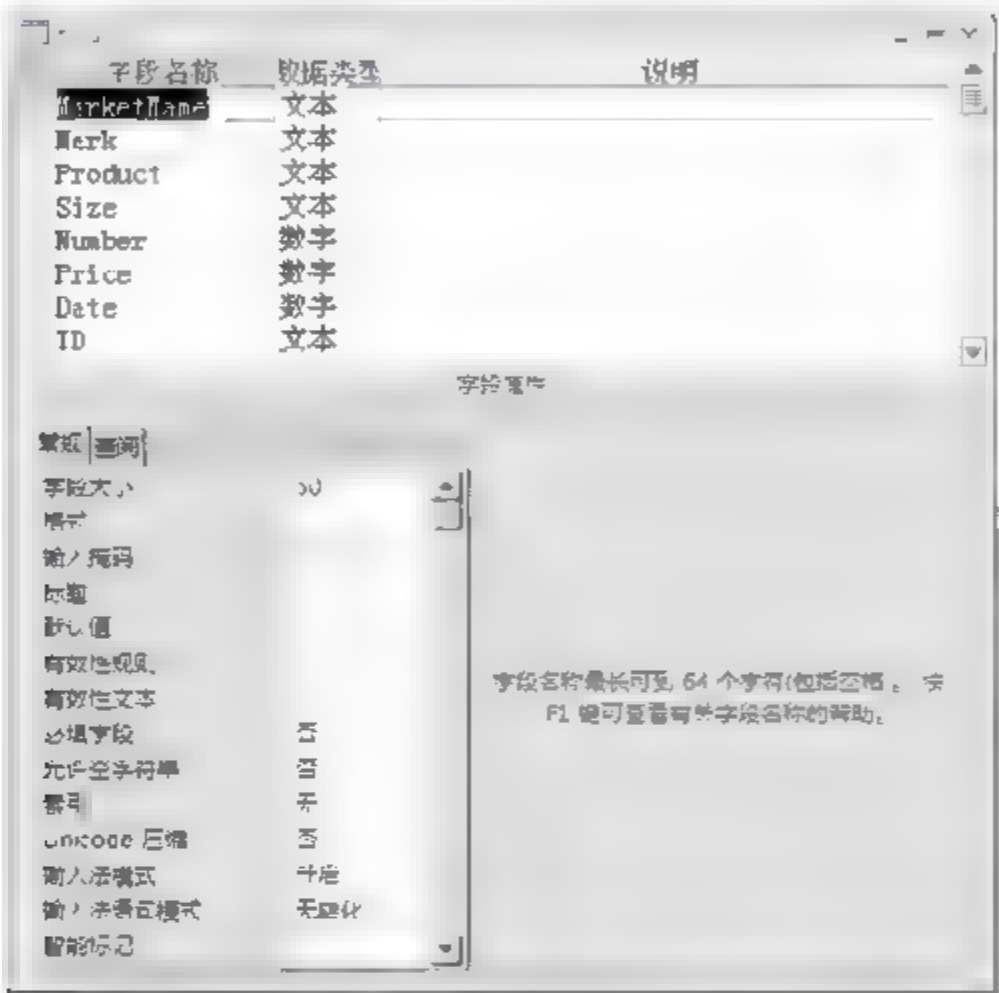 字段名称 数据类型 说明
MarketName 文本
Mark 文本
Product 文本
Size 文本
Number 数字
Price 数字
Date 数字
ID 文本
字段属性
常规 查阅
字段大小 50
格式
输入掩码
标题
默认值
有效性规则
有效性文本
必填字段 否
允许空字符串 否
索引 无
Unicode 压缩 否
输入法模式 开启
输入法语句模式 无转化
智能标记
字段名称最长可到 64 个字符(包括空格)。按
F1 键可查看有关字段名称的帮助。